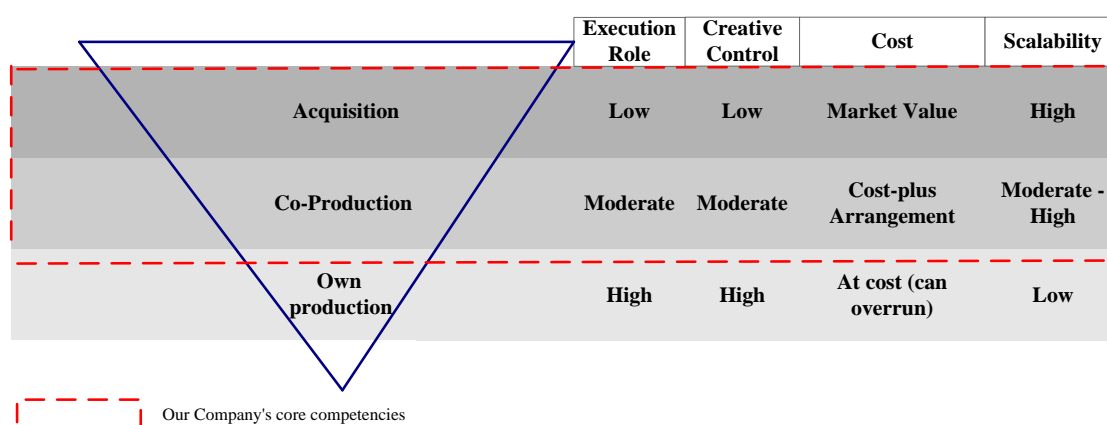 Execution Role
Creative Control
Cost
Scalability
Acquisition
Low
Low
Market Value
High
Co-Production
Moderate
Moderate
Cost-plus
Arrangement
Moderate -
High
Own
production
High
High
At cost (can
overrun)
Low
Our Company's core competencies